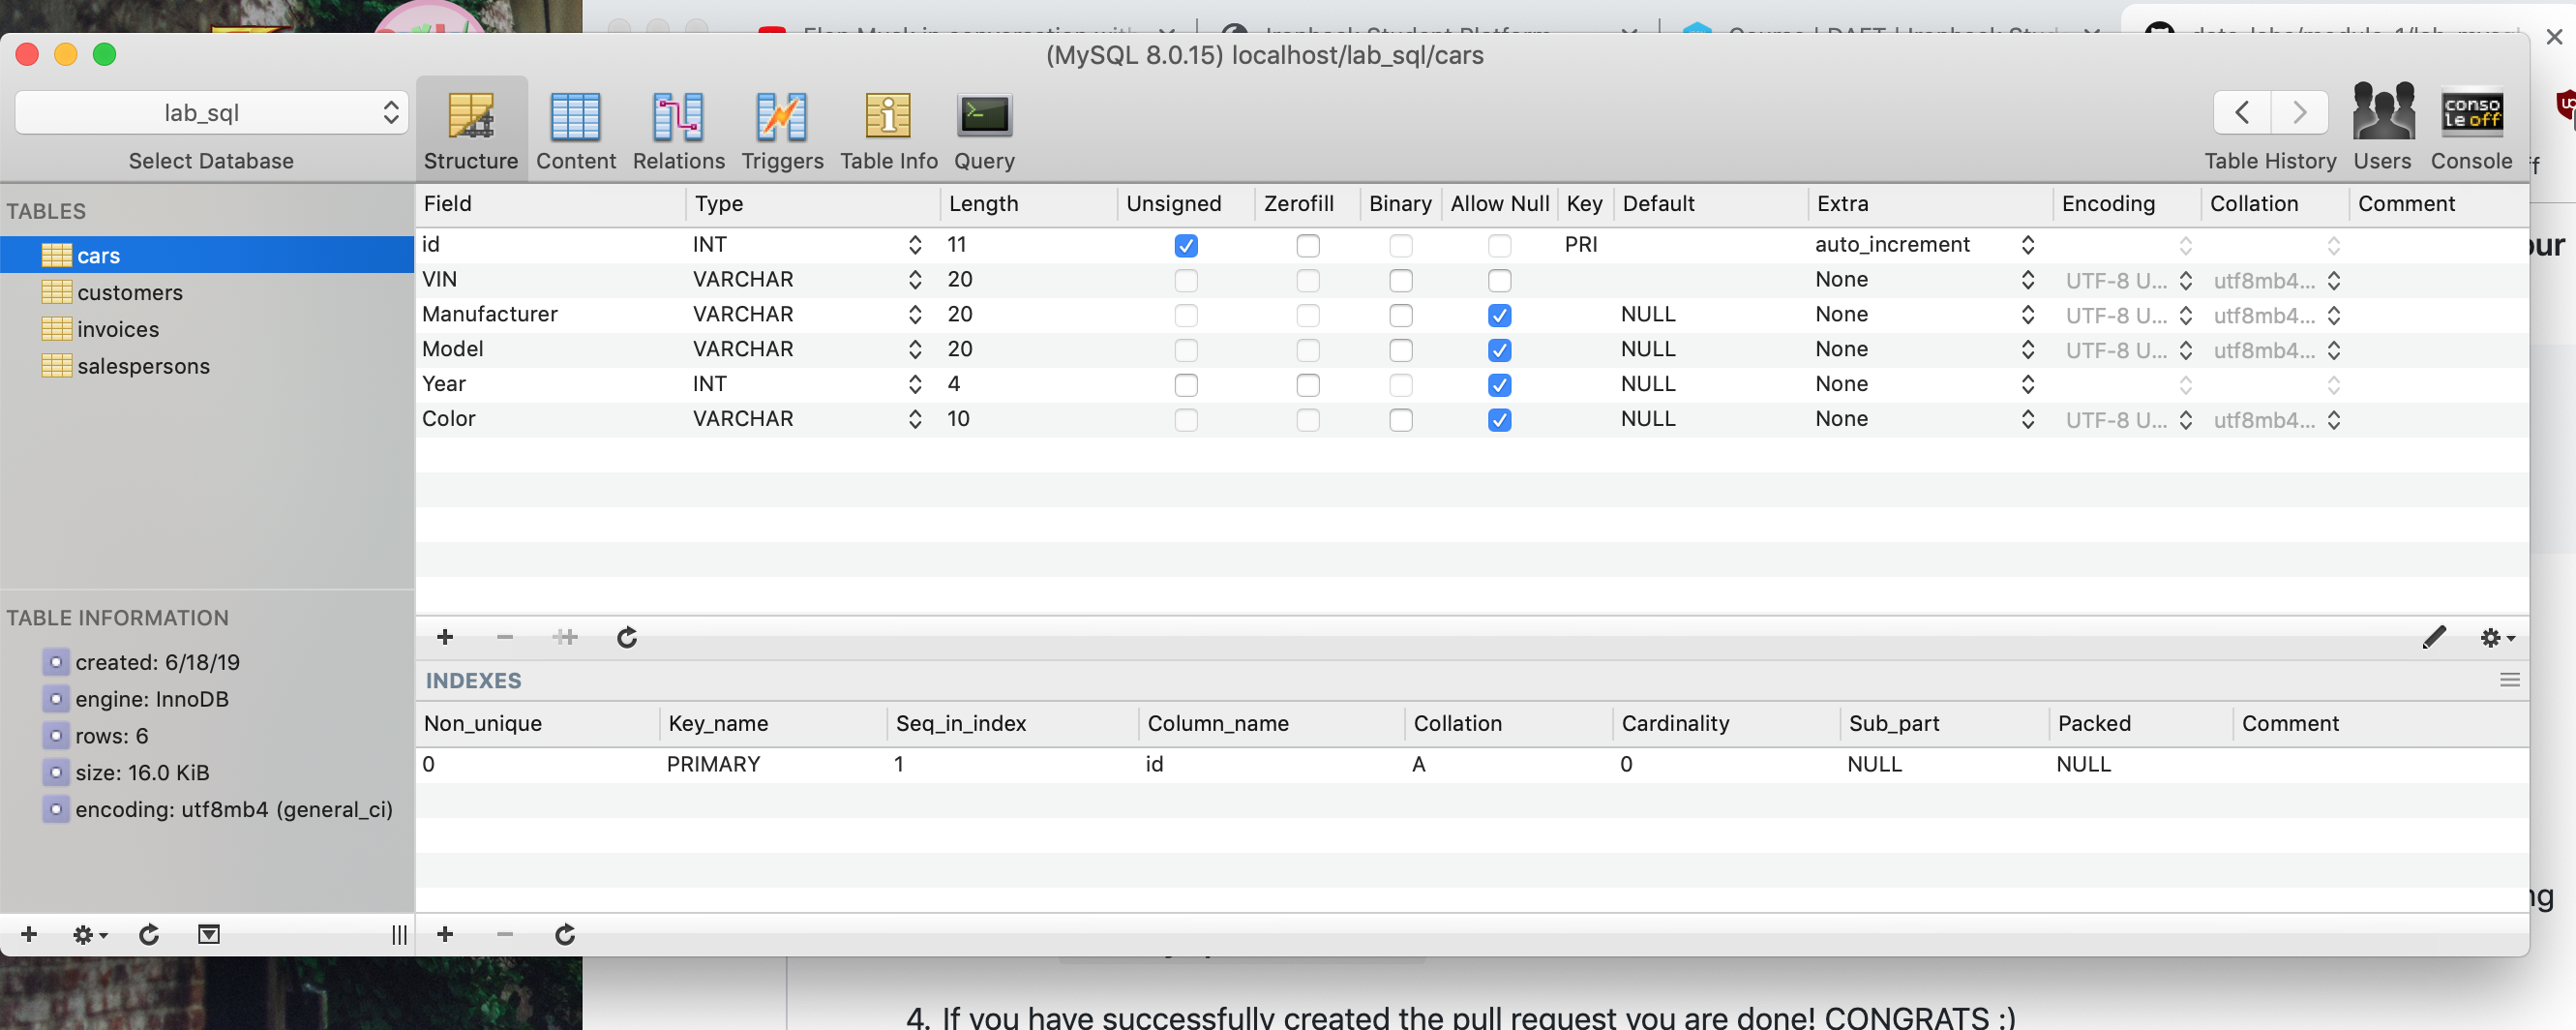 (MySQL 8.0.15) localhost/lab_sql/cars
lab_sql
Select Database
Structure Content Relations Triggers Table Info Query
conso
le off
Table History Users Console
TABLES
cars
customers
invoices
salespersons
Field Type Length Unsigned Zerofill Binary Allow Null Key Default Extra Encoding Collation Comment
id INT 11 PRI auto_increment
VIN VARCHAR 20 None UTF-8 U... utf8mb4...
Manufacturer VARCHAR 20 NULL None UTF-8 U... utf8mb4...
Model VARCHAR 20 NULL None UTF-8 U... utf8mb4...
Year INT 4 NULL None
Color VARCHAR 10 NULL None UTF-8 U... utf8mb4...
TABLE INFORMATION
created: 6/18/19
engine: InnoDB
rows: 6
size: 16.0 KiB
encoding: utf8mb4 (general_ci)
INDEXES
Non_unique Key_name Seq_in_index Column_name Collation Cardinality Sub_part Packed Comment
0 PRIMARY 1 id A 0 NULL NULL
4. If you have successfully created the pull request you are done! CONGRATS :)